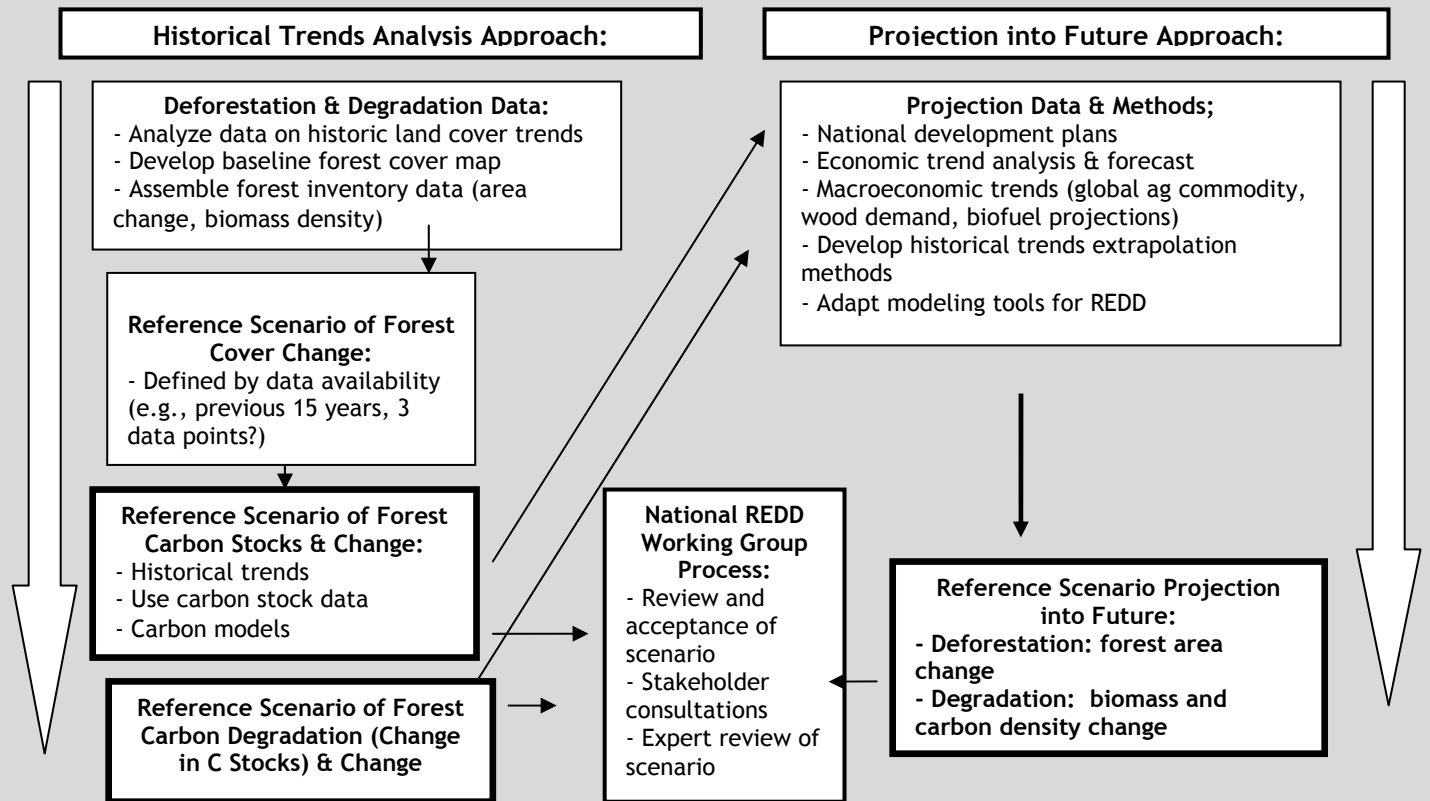 Historical Trends Analysis Approach:
Deforestation & Degradation Data:
- Analyze data on historic land cover trends
- Develop baseline forest cover map
- Assemble forest inventory data (area
change, biomass density)
Reference Scenario of Forest
Cover Change:
- Defined by data availability
(e.g., previous 15 years, 3
data points?)
Reference Scenario of Forest
Carbon Stocks & Change:
- Historical trends
- Use carbon stock data
- Carbon models
Reference Scenario of Forest
Carbon Degradation (Change
in C Stocks) & Change
National REDD
Working Group
Process:
- Review and
acceptance of
scenario
- Stakeholder
consultations
- Expert review of
scenario
Projection into Future Approach:
Projection Data & Methods;
- National development plans
- Economic trend analysis & forecast
- Macroeconomic trends (global ag commodity,
wood demand, biofuel projections)
- Develop historical trends extrapolation
methods
- Adapt modeling tools for REDD
Reference Scenario Projection
into Future:
- Deforestation: forest area
change
- Degradation: biomass and
carbon density change